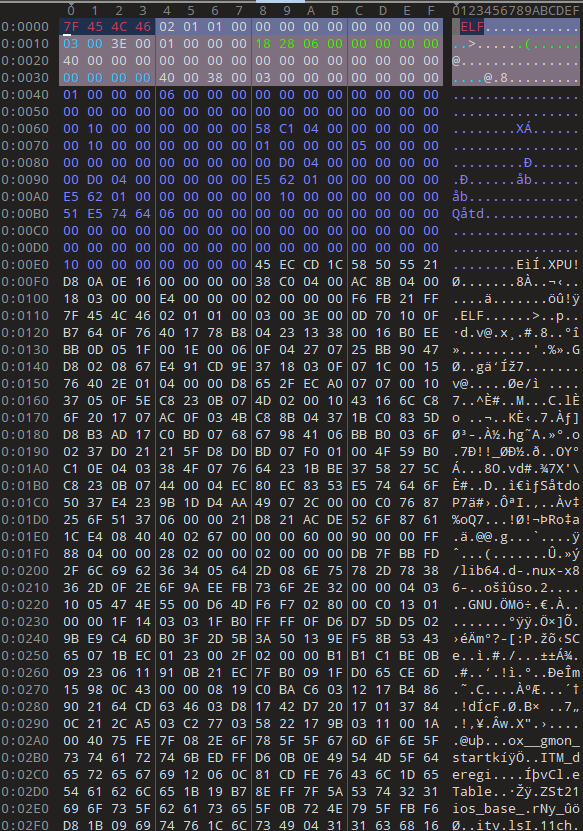 0 1 2 3 4 5 6 7 8 9 A B C D E F 0123456789ABCDEF
0:0000 7F 45 4C 46 02 01 01 00 00 00 00 00 00 00 00 00 .ELF............
0:0010 03 00 3E 00 01 00 00 00 18 28 06 00 00 00 00 00 ..>......(......
0:0020 40 00 00 00 00 00 00 00 00 00 00 00 00 00 00 00 @...............
0:0030 00 00 00 00 40 00 38 00 03 00 00 00 00 00 00 00 ....@.8.........
0:0040 01 00 00 00 06 00 00 00 00 00 00 00 00 00 00 00 ................
0:0050 00 00 00 00 00 00 00 00 00 00 00 00 00 00 00 00 ................
0:0060 00 10 00 00 00 00 00 00 58 C1 04 00 00 00 00 00 ........XÁ......
0:0070 00 10 00 00 00 00 00 00 01 00 00 00 05 00 00 00 ................
0:0080 00 00 00 00 00 00 00 00 00 D0 04 00 00 00 00 00 .........Ð......
0:0090 00 D0 04 00 00 00 00 00 E5 62 01 00 00 00 00 00 .Ð......åb......
0:00A0 E5 62 01 00 00 00 00 00 00 10 00 00 00 00 00 00 åb..............
0:00B0 51 E5 74 64 06 00 00 00 00 00 00 00 00 00 00 00 Qåtd............
0:00C0 00 00 00 00 00 00 00 00 00 00 00 00 00 00 00 00 ................
0:00D0 00 00 00 00 00 00 00 00 00 00 00 00 00 00 00 00 ................
0:00E0 10 00 00 00 00 00 00 00 45 EC CD 1C 58 50 55 21 ........EìÍ.XPU!
0:00F0 D8 0A 0E 16 00 00 00 00 38 C0 04 00 AC 8B 04 00 Ø.......8À..¬‹..
0:0100 18 03 00 00 E4 00 00 00 02 00 00 00 F6 FB 21 FF ....ä.......öû!ÿ
0:0110 7F 45 4C 46 02 01 01 00 03 00 3E 00 0D 70 10 0F .ELF......>..p..
0:0120 B7 64 0F 76 40 17 78 B8 04 23 13 38 00 16 B0 EE ·d.v@.x¸.#.8..°î
0:0130 BB 0D 05 1F 00 1E 00 06 0F 04 27 07 25 BB 90 47 ».........'.%».G
0:0140 D8 02 08 67 E4 91 CD 9E 37 18 03 0F 07 1C 00 15 Ø..gä‘Íž7.......
0:0150 76 40 2E 01 04 00 00 D8 65 2F EC A0 07 07 00 10 v@.....Øe/ì ....
0:0160 37 05 0F 5E C8 23 0B 07 4D 02 00 10 43 16 6C C7 7..^È#..M...C.lÇ
0:0170 6F 20 17 07 AC 0F 03 4B C8 8B 04 37 1B C0 83 5D o ..¬..KÈ‹.7.Àƒ]
0:0180 D8 B3 AD 17 C0 BD 07 68 67 98 41 06 BB B0 03 6F Ø³-.À½.hg˜A.»°.o
0:0190 02 37 D0 21 21 5F D8 D0 BD D7 F0 01 00 4F 59 B0 .7Ð!!_ØÐ½.ð..OY°
0:01A0 C1 0E 04 03 38 4F 07 76 64 23 1B BE 37 58 27 5C Á...8O.vd#.¾7X'\
0:01B0 C8 23 0B 07 44 00 04 EC 80 EC 83 53 E5 74 64 6F È#..D..ì€ìƒSåtdo
0:01C0 50 37 E4 23 9B 1D D4 AA 49 07 2C 00 00 C0 76 87 P7ä#›.ÔªI.,..Àv‡
0:01D0 25 6F 51 37 06 00 00 21 D8 21 AC DE 52 6F 87 61 %oQ7...!Ø!¬ÞRo‡a
0:01E0 1C E4 08 40 40 02 67 00 00 00 00 60 00 90 00 FF .ä.@@.g....`...ÿ
0:01F0 88 04 00 00 28 02 00 00 02 00 00 00 DB 7F BB FD ˆ...(.......Û.»ý
0:0200 2F 6C 69 62 36 34 05 64 2D 08 6E 75 78 2D 78 38 /lib64.d-.nux-x8
0:0210 36 2D 0F 2E 6F 9A EE FB 73 6F 2E 32 00 00 04 03 6-..ošîûso.2....
0:0220 10 05 47 4E 55 00 D6 4D F6 F7 02 80 00 C0 13 01 ..GNU.ÖMö÷.€.À..
0:0230 00 00 1F 14 03 03 1F B0 FF FF 0F D6 D7 5D D5 02 .......°ÿÿ.Ö×]Õ.
0:0240 9B E9 C4 6D B0 3F 2D 5B 3A 50 13 9E F5 8B 53 43 ›éÄm°?-[:P.žõ‹SC
0:0250 65 07 1B EC 01 23 00 2F 02 00 00 B1 B1 C1 BE 0B e..ì.#./...±±Á¾.
0:0260 09 23 06 11 91 0B 21 EC 7F B0 09 1F D0 65 CE 6D .#..‘.!ì.°..ÐeÎm
0:0270 15 98 0C 43 00 00 08 19 C0 BA C6 03 12 17 B4 86 .˜.C....ÀºÆ...´†
0:0280 90 21 64 CD 63 46 03 D8 17 42 D7 20 17 01 37 84 .!dÍcF.Ø.B× ..7„
0:0290 0C 21 2C A5 03 C2 77 03 58 22 17 9B 03 11 00 1A .!,¥.Âw.X".›....
0:02A0 00 40 75 FE 7F 08 2E 6F 78 5F 5F 67 6D 6F 6E 5F .@uþ...ox__gmon_
0:02B0 73 74 61 72 74 6B ED FF D6 0B 0E 49 54 4D 5F 64 startkíÿÖ..ITM_d
0:02C0 65 72 65 67 69 12 06 0C 81 CD FE 76 43 6C 1D 65 eregi....ÍþvCl.e
0:02D0 54 61 62 6C 65 1B 19 B7 8E FF 7F 5A 53 74 32 31 Table..·Žÿ.ZSt21
0:02E0 69 6F 73 5F 62 61 73 65 5F 0B 72 4E 79 5F FB F6 ios_base_.rNy_ûö